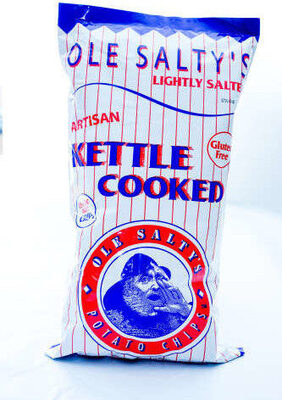 OLE SALTY'S
LIGHTLY SALTE
ARTISAN
Gluten
Free
KETTLE
COOKED
OLE SALTY'S
POTATO CHIPS